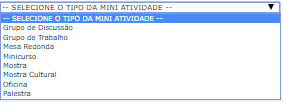 -- SELECIONE O TIPO DA MINI ATIVIDADE --
-- SELECIONE O TIPO DA MINI ATIVIDADE --
Grupo de Discussão
Grupo de Trabalho
Mesa Redonda
Minicurso
Mostra
Mostra Cultural
Oficina
Palestra